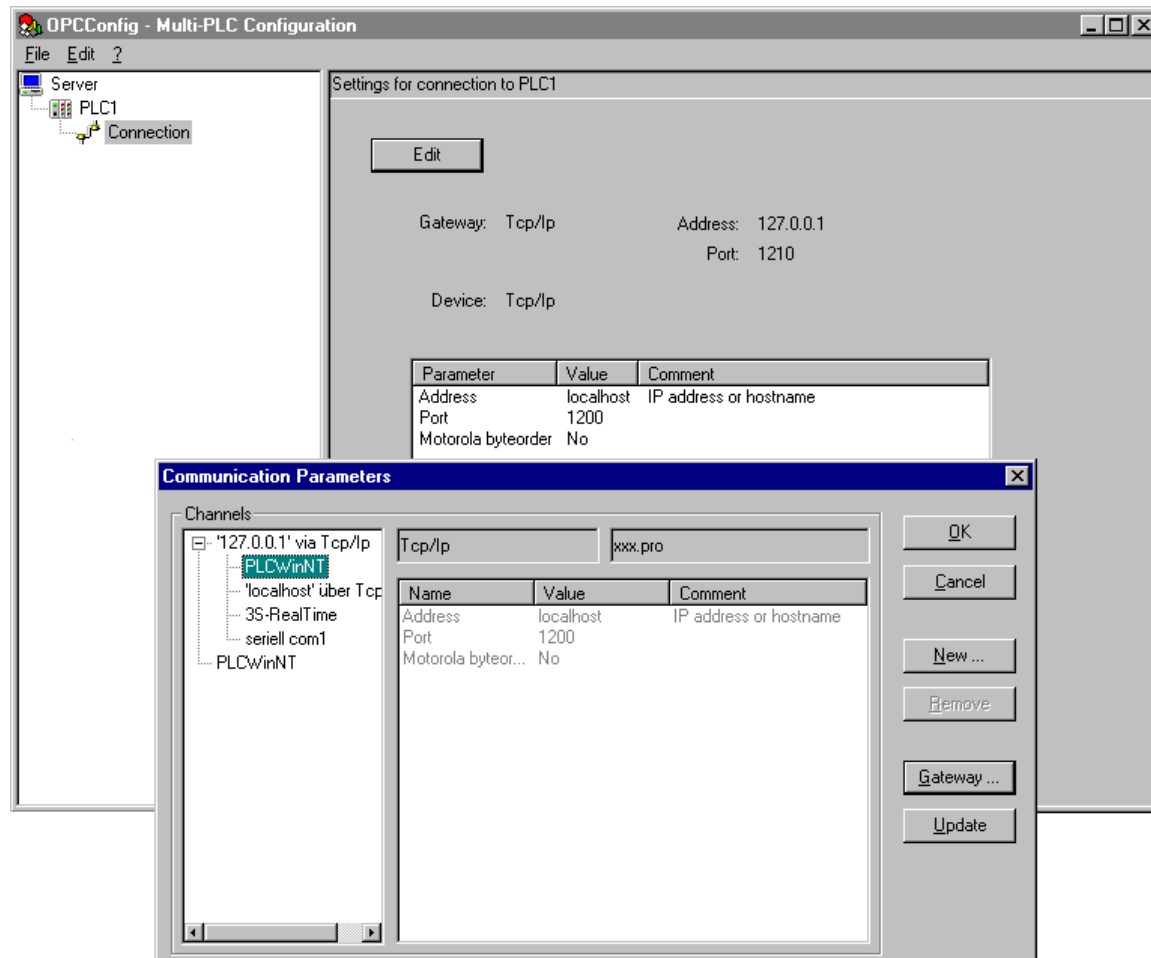 OPCConfig - Multi-PLC Configuration
File Edit ?
Server
PLC1
Connection
Settings for connection to PLC1
Edit
Gateway: Tcp/Ip Address: 127.0.0.1
Port: 1210
Device: Tcp/Ip
Parameter Value Comment
Address localhost IP address or hostname
Port 1200
Motorola byteorder No
Communication Parameters
Channels
'127.0.0.1' via Tcp/Ip
PLCWinNT
'localhost' über Tcp
3S-RealTime
seriell com1
PLCWinNT
Tcp/Ip xxx.pro
Name Value Comment
Address localhost IP address or hostname
Port 1200
Motorola byteor... No
OK
Cancel
New ...
Remove
Gateway ...
Update